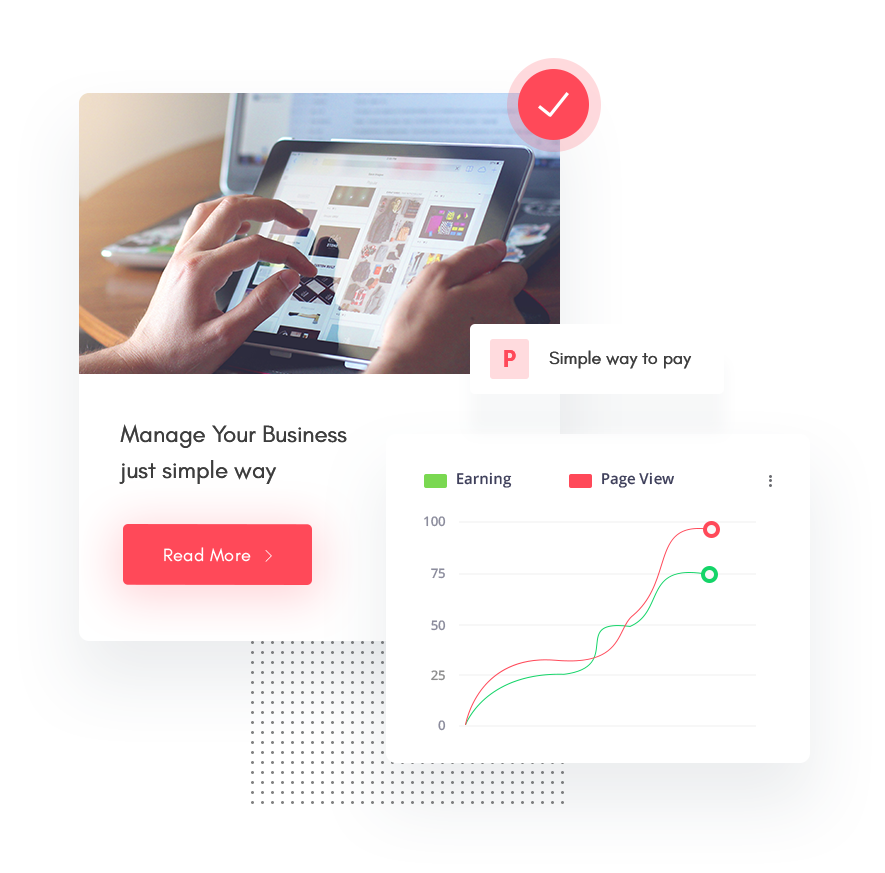 P Simple way to pay
Manage Your Business
just simple way
Read More
Earning Page View
100
75
50
25
0